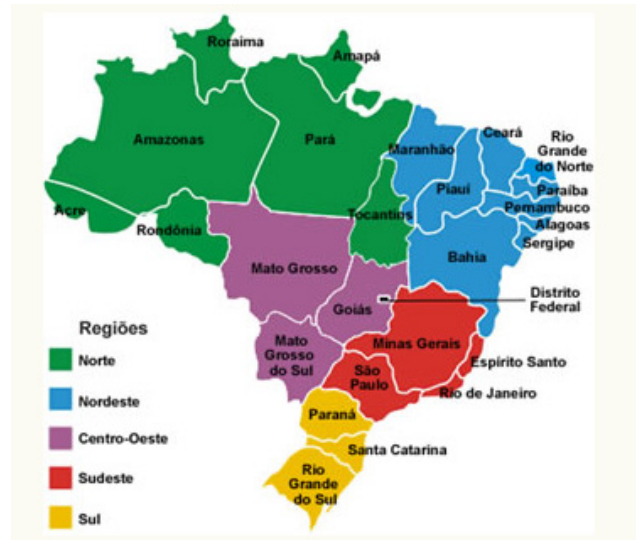 Roraima
Amapá
Amazonas
Pará
Maranhão
Ceará
Rio
Grande
do Norte
Piauí
Paraíba
Pernambuco
Alagoas
Sergipe
Acre
Rondônia
Tocantins
Bahia
Mato Grosso
Goiás
Distrito
Federal
Mato
Grosso
do Sul
Minas Gerais
Espírito Santo
São
Paulo
Rio de Janeiro
Paraná
Santa Catarina
Rio
Grande
do Sul
Regiões
Norte
Nordeste
Centro-Oeste
Sudeste
Sul